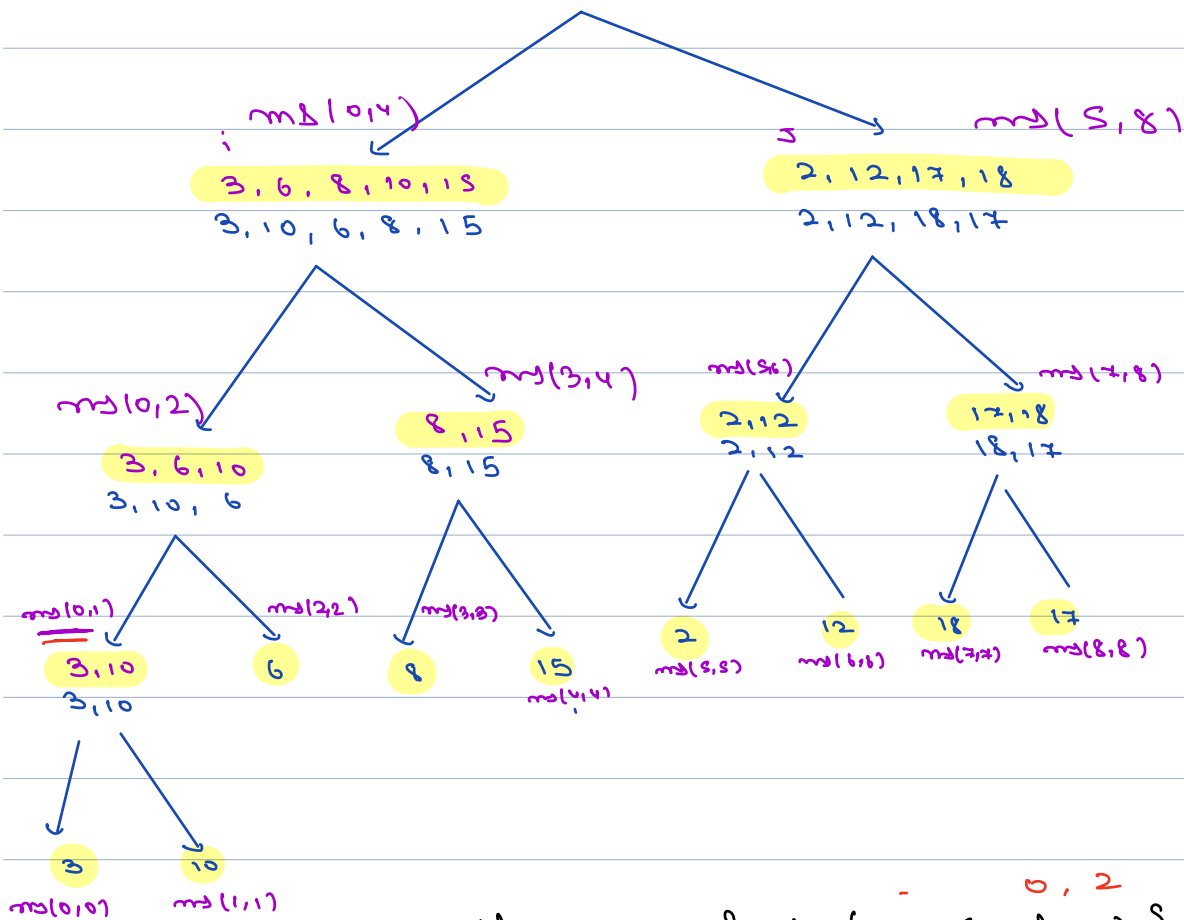 ms(0,4)
ms(5,8)
i
j
3, 6, 8, 10, 15
2, 12, 17, 18
3, 10, 6, 8, 15
2, 12, 18, 17
ms(0,2)
ms(3,4)
ms(5,6)
ms(7,8)
3, 6, 10
8, 15
2, 12
17, 18
3, 10, 6
8, 15
2, 12
18, 17
ms(0,1)
ms(2,2)
ms(3,3)
3, 10
6
8
15
2
12
18
17
3, 10
ms(4,4)
ms(5,5)
ms(6,6)
ms(7,7)
ms(8,8)
3
10
ms(0,0)
ms(1,1)
0, 2